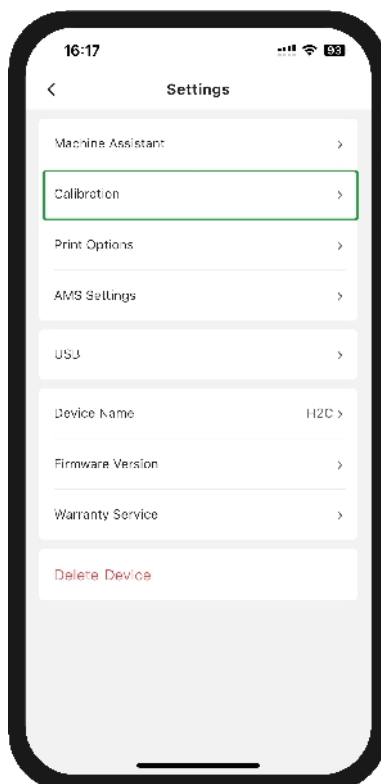 16:17
93
Settings
Machine Assistant
Calibration
Print Options
AMS Settings
USB
Device Name H2C
Firmware Version
Warranty Service
Delete Device